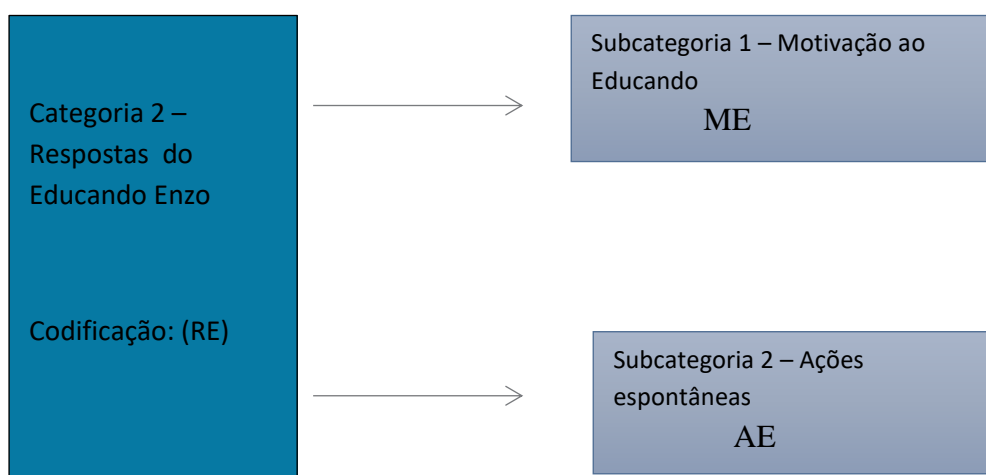 Categoria 2 –
Respostas do
Educando Enzo
Codificação: (RE)
Subcategoria 1 – Motivação ao
Educando
ME
Subcategoria 2 – Ações
espontâneas
AE